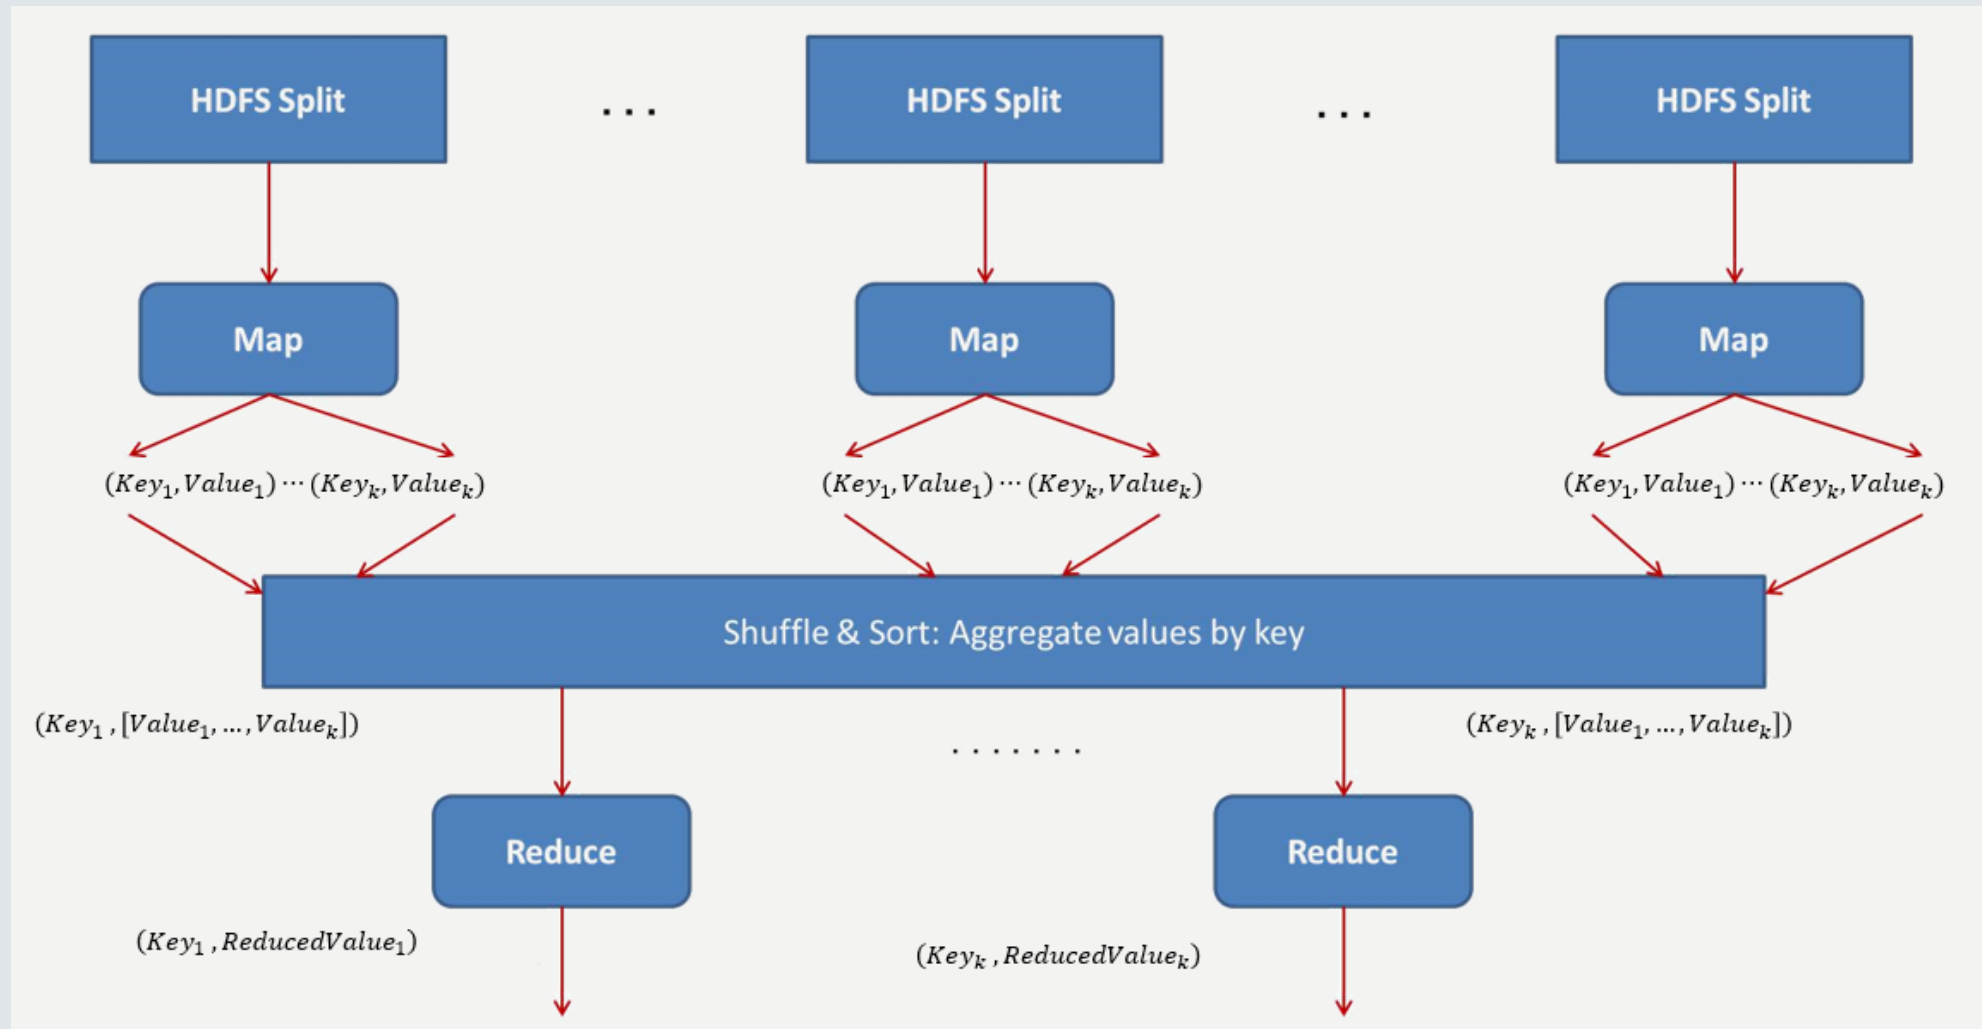 HDFS Split ... HDFS Split ... HDFS Split
Map Map Map
(Key₁,Value₁) ⋯ (Keyₖ,Valueₖ) (Key₁,Value₁) ⋯ (Keyₖ,Valueₖ) (Key₁,Value₁) ⋯ (Keyₖ,Valueₖ)
Shuffle & Sort: Aggregate values by key
(Key₁ ,[Value₁, …, Valueₖ]) (Keyₖ ,[Value₁, …, Valueₖ])
.......
Reduce Reduce
(Key₁ ,ReducedValue₁) (Keyₖ ,ReducedValueₖ)